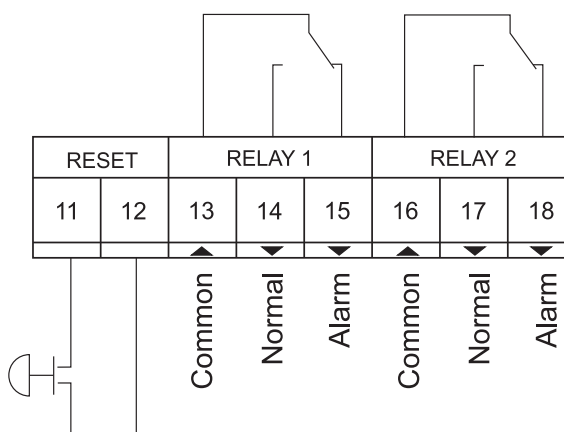 RESET RELAY 1 RELAY 2
11 12 13 14 15 16 17 18
Common Normal Alarm Common Normal Alarm